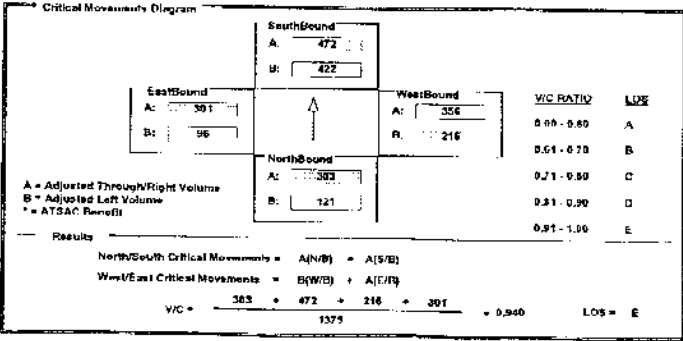 Critical Movements Diagram
SouthBound
A: 472
B: 422
EastBound
A: 301
B: 96
WestBound
A: 356
B: 216
NorthBound
A: 303
B: 121
V/C RATIO LOS
0.00 - 0.60 A
0.61 - 0.70 B
0.71 - 0.80 C
0.81 - 0.90 D
0.91 - 1.00 E
A = Adjusted Through/Right Volume
B = Adjusted Left Volume
* = ATSAC Benefit
Results
North/South Critical Movements = A(N/B) + A(S/B)
West/East Critical Movements = B(W/B) + A(E/B)
V/C = 303 + 472 + 216 + 301 = 0.940 LOS = E
1375